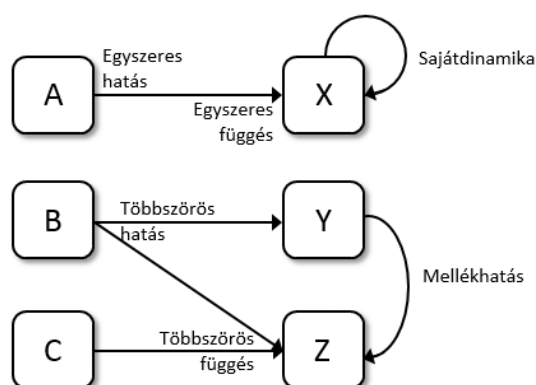 Egyszeres
hatás
A
X
Sajátdinamika
Egyszeres
függés
B
Többszörös
hatás
Y
Mellékhatás
C
Többszörös
függés
Z